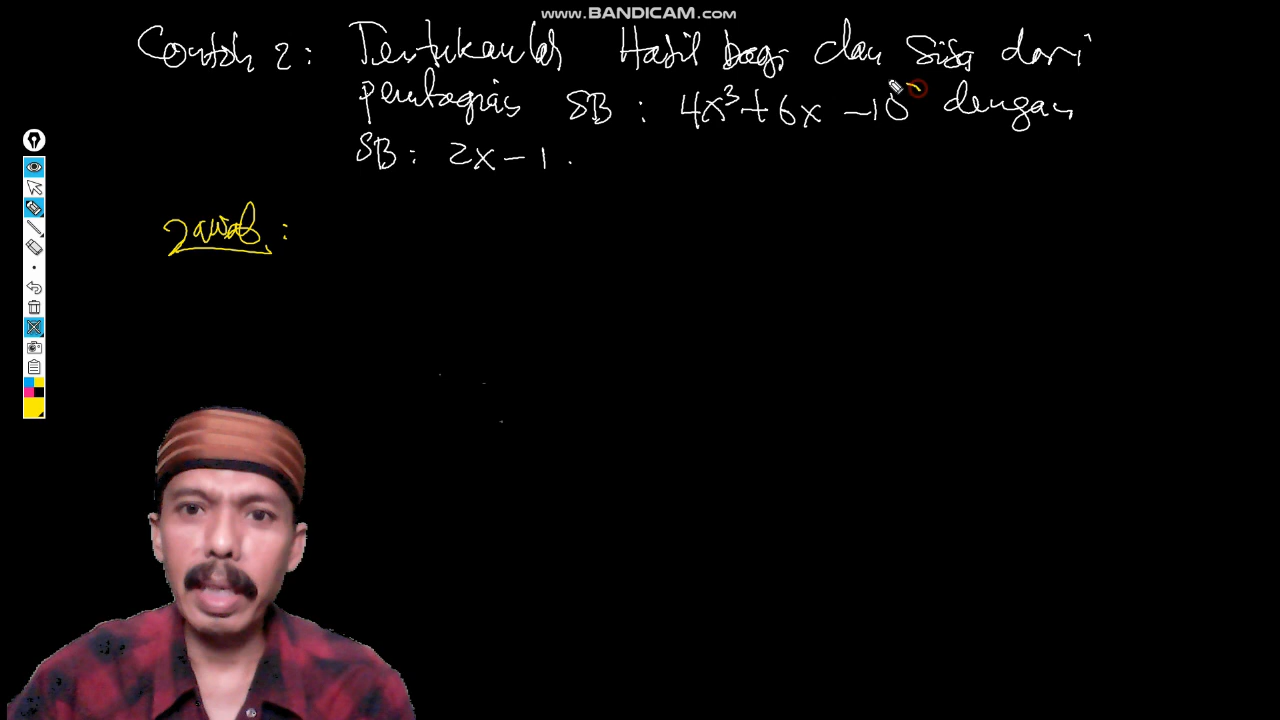 www.BANDICAM.com
Contoh 2 : Tentukanlah Hasil bagi dan Sisa dari
pembagian SB : 4x³ + 6x - 10 dengan
SB : 2x - 1 .
Jawab :